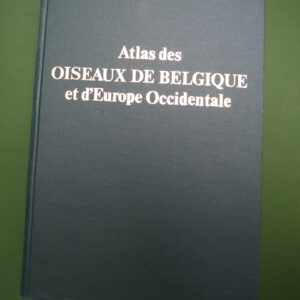 Atlas des
OISEAUX DE BELGIQUE
et d'Europe Occidentale